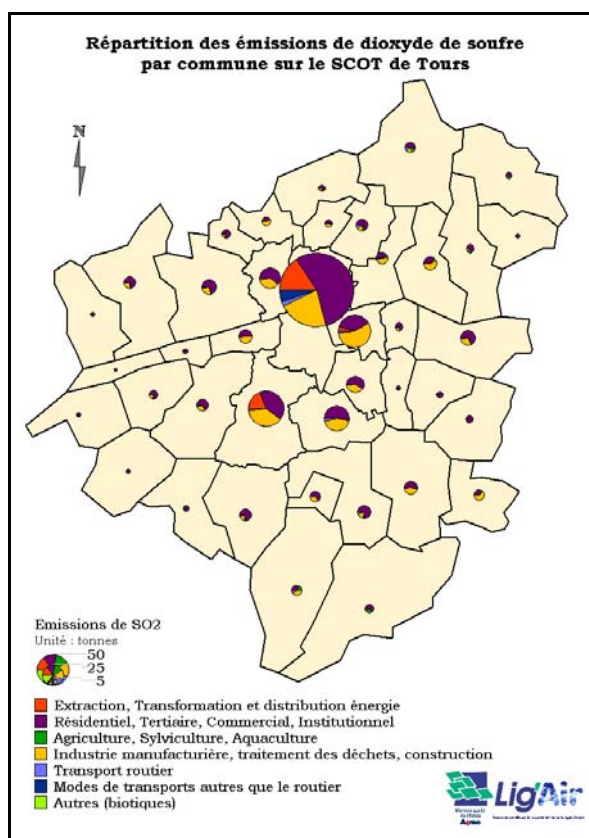 Répartition des émissions de dioxyde de soufre
par commune sur le SCOT de Tours
N
Emissions de SO2
Unité : tonnes
50
25
5
Extraction, Transformation et distribution énergie
Résidentiel, Tertiaire, Commercial, Institutionnel
Agriculture, Sylviculture, Aquaculture
Industrie manufacturière, traitement des déchets, construction
Transport routier
Modes de transports autres que le routier
Autres (biotiques)
Lig'Air